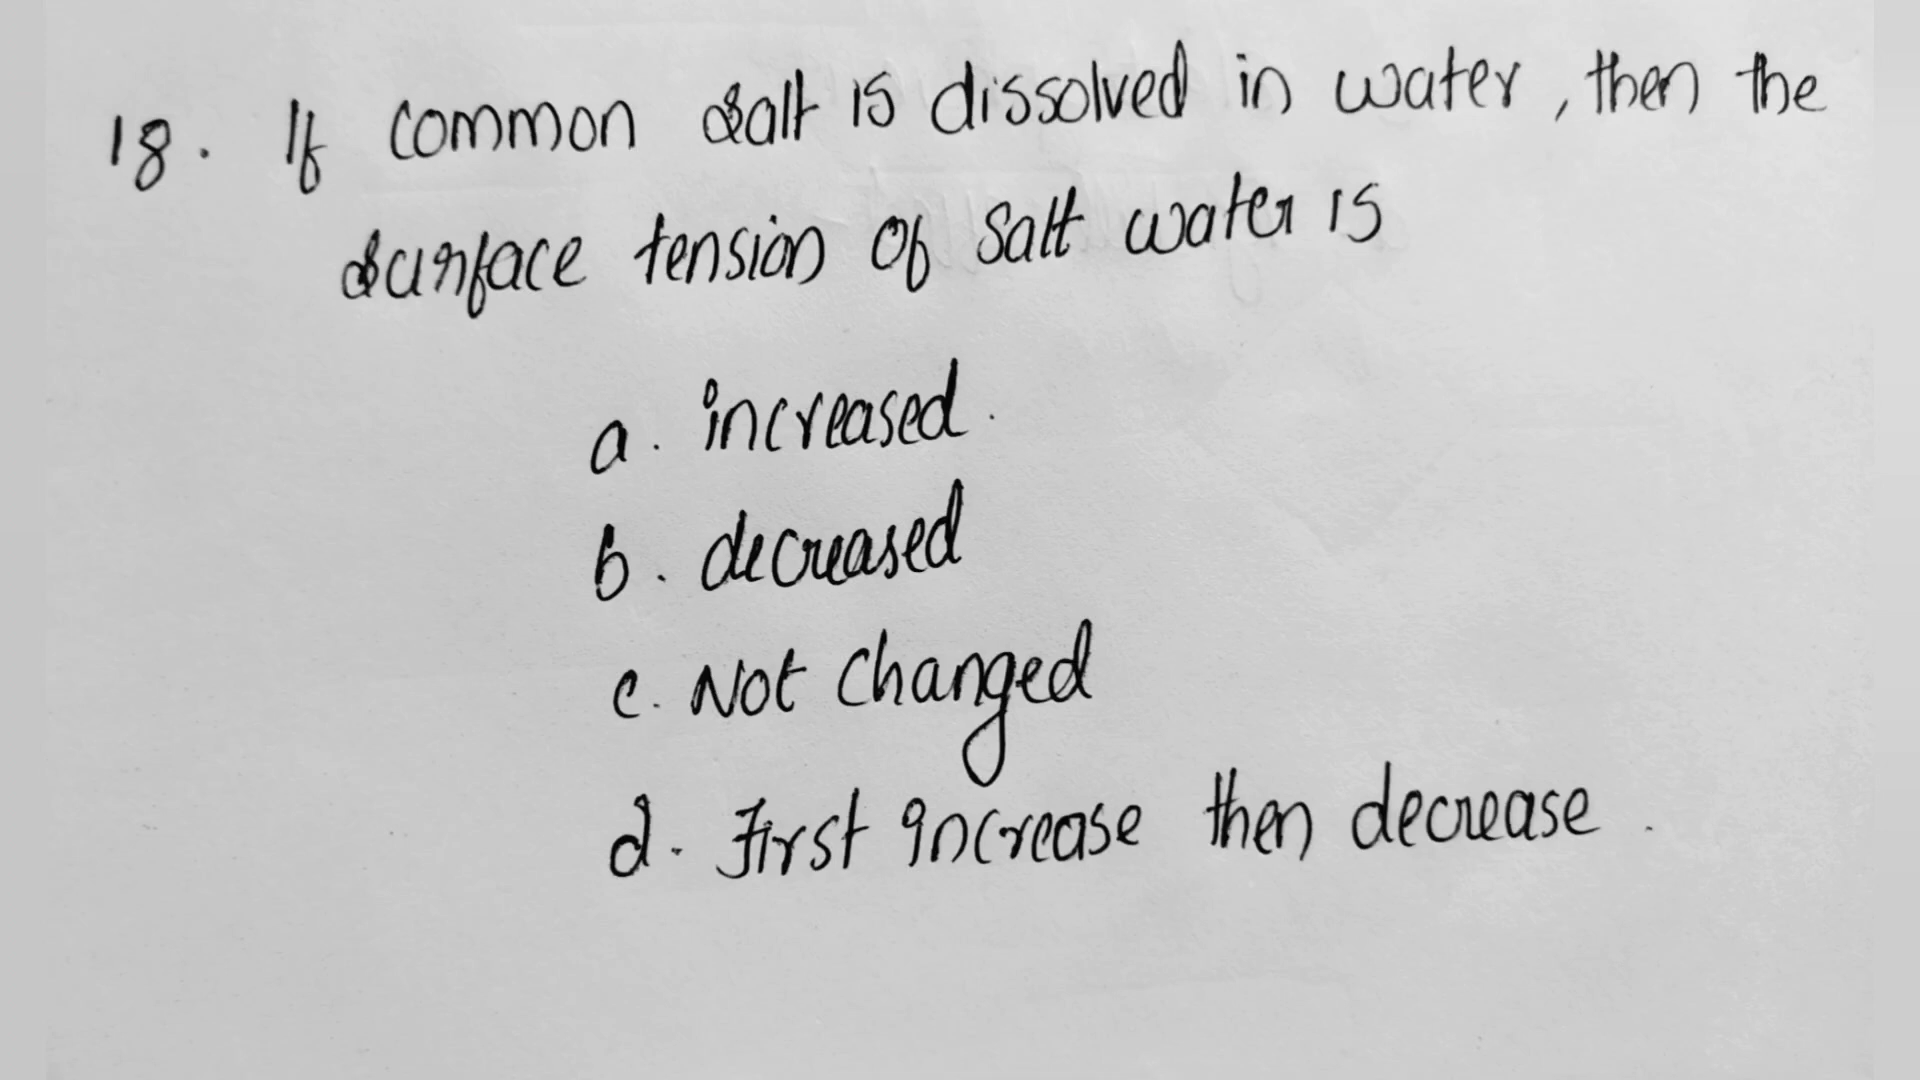 18. If common salt is dissolved in water, then the
surface tension of salt water is
a. increased.
b. decreased
c. Not changed
d. First increase then decrease.